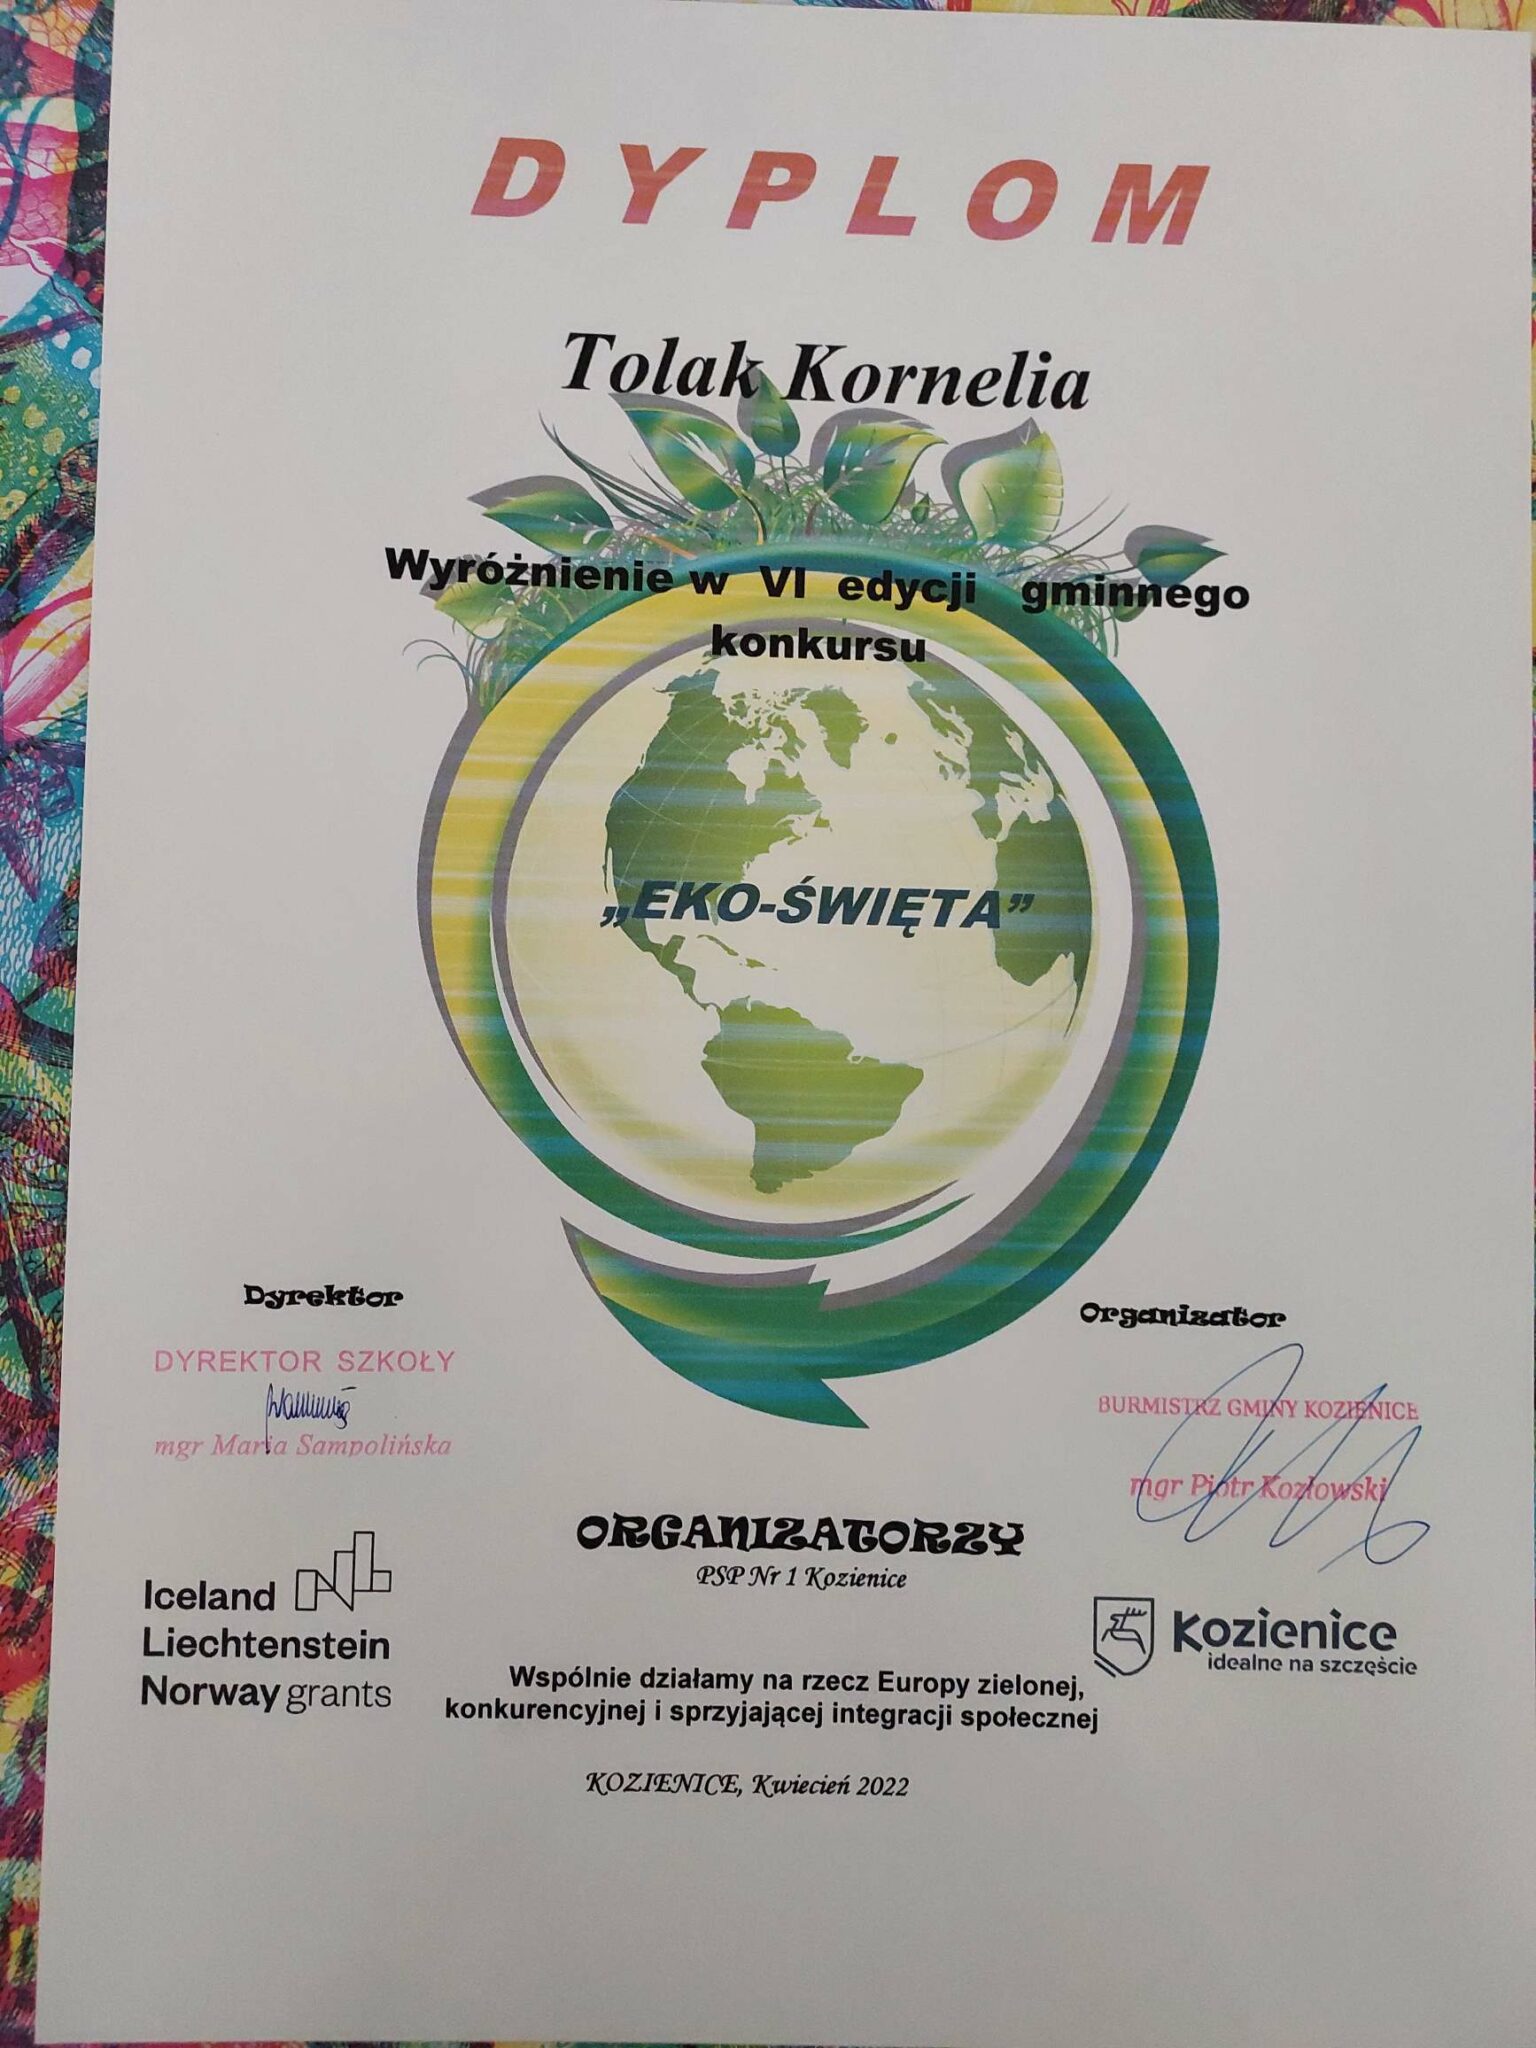 DYPLOM
Tolak Kornelia
Wyróżnienie w VI edycji gminnego
konkursu
„EKO-ŚWIĘTA”
Dyrektor
DYREKTOR SZKOŁY
mgr Maria Sampolińska
Organizator
BURMISTRZ GMINY KOZIENICE
mgr Piotr Kozłowski
ORGANIZATORZY
PSP Nr 1 Kozienice
Iceland
Liechtenstein
Norway grants
Kozienice
idealne na szczęście
Wspólnie działamy na rzecz Europy zielonej,
konkurencyjnej i sprzyjającej integracji społecznej
KOZIENICE, Kwiecień 2022